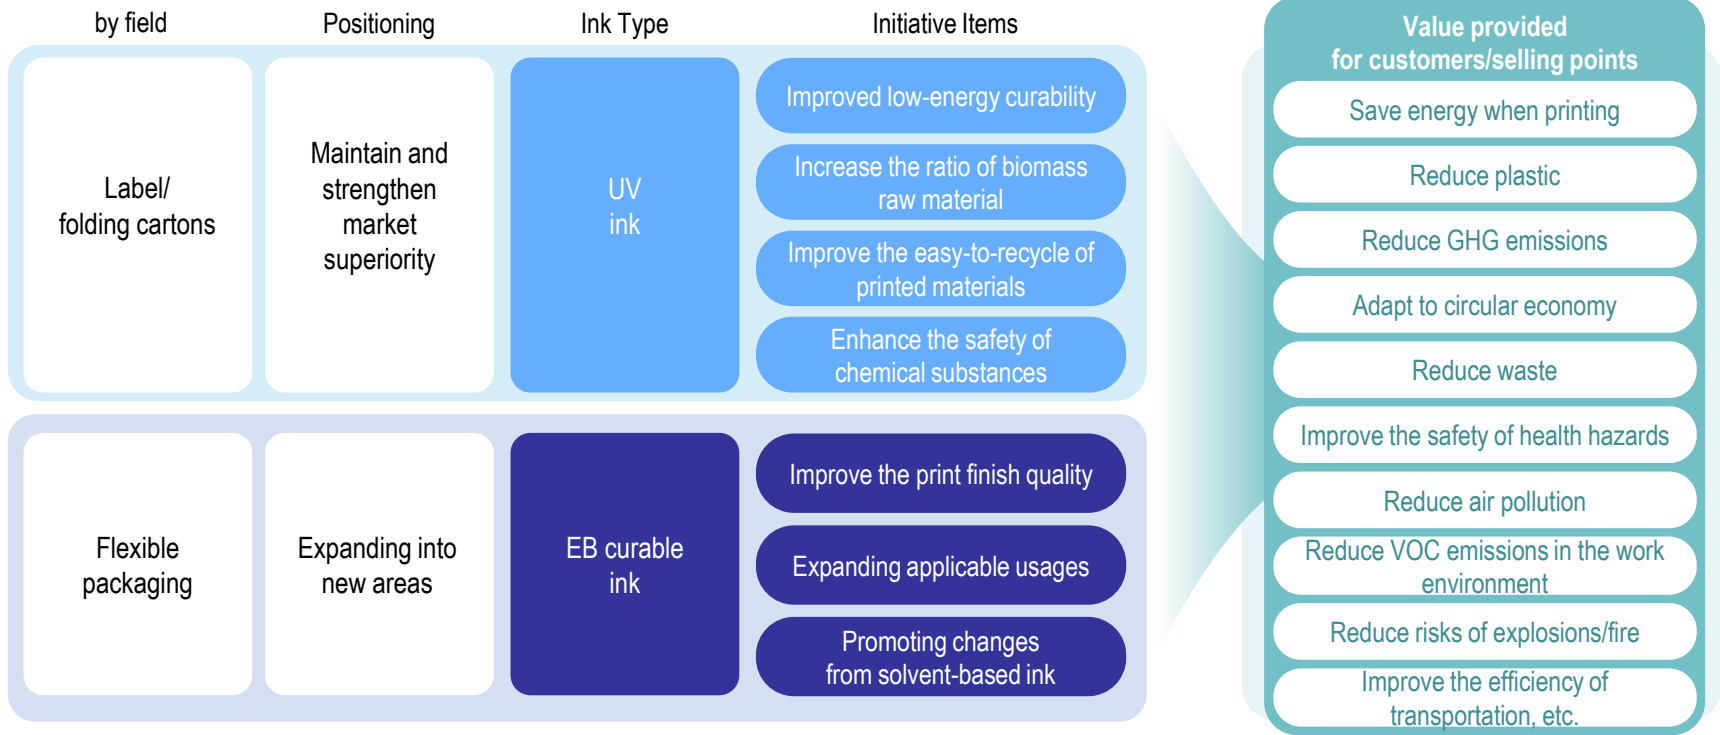 by field
Positioning
Ink Type
Initiative Items
Label/
folding cartons
Maintain and
strengthen
market
superiority
UV
ink
Improved low-energy curability
Increase the ratio of biomass
raw material
Improve the easy-to-recycle of
printed materials
Enhance the safety of
chemical substances
Flexible
packaging
Expanding into
new areas
EB curable
ink
Improve the print finish quality
Expanding applicable usages
Promoting changes
from solvent-based ink
Value provided
for customers/selling points
Save energy when printing
Reduce plastic
Reduce GHG emissions
Adapt to circular economy
Reduce waste
Improve the safety of health hazards
Reduce air pollution
Reduce VOC emissions in the work
environment
Reduce risks of explosions/fire
Improve the efficiency of
transportation, etc.